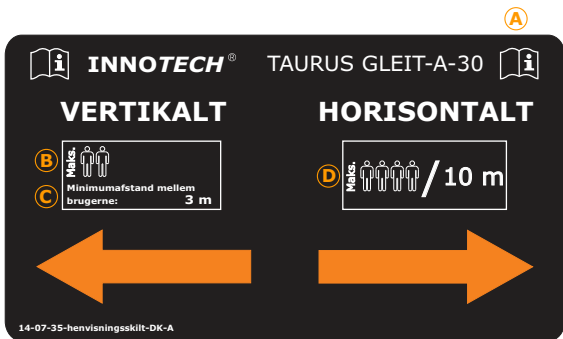 A
INNOTECH® TAURUS GLEIT-A-30
VERTIKALT HORISONTALT
B Maks.
C Minimumafstand mellem
brugerne: 3 m
D Maks. / 10 m
14-07-35-henvisningsskilt-DK-A